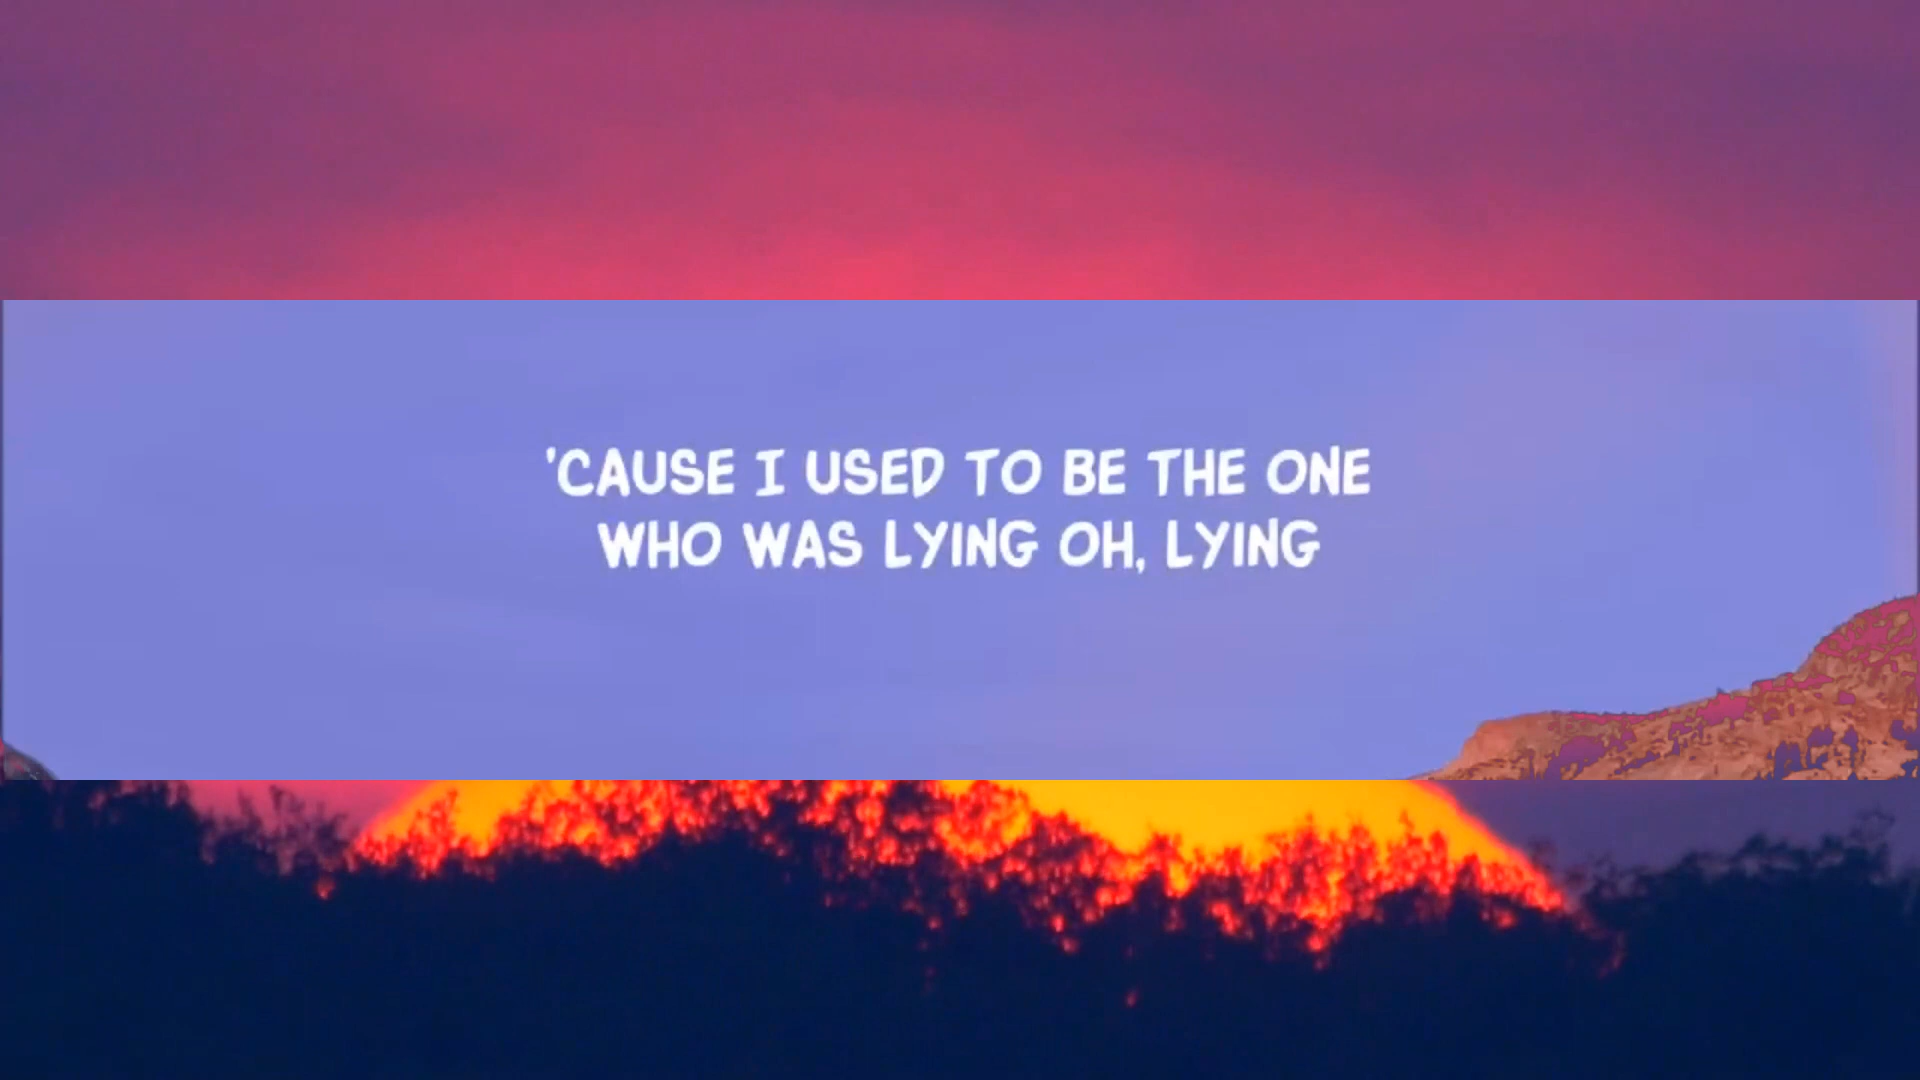 'CAUSE I USED TO BE THE ONE
WHO WAS LYING OH, LYING